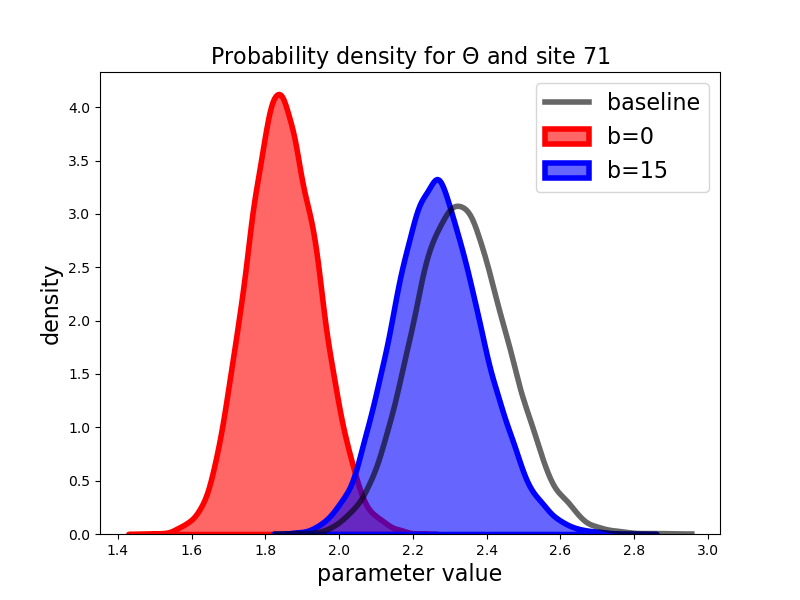 Probability density for Θ and site 71
baseline
b=0
b=15
density
4.0
3.5
3.0
2.5
2.0
1.5
1.0
0.5
0.0
1.4 1.6 1.8 2.0 2.2 2.4 2.6 2.8 3.0
parameter value